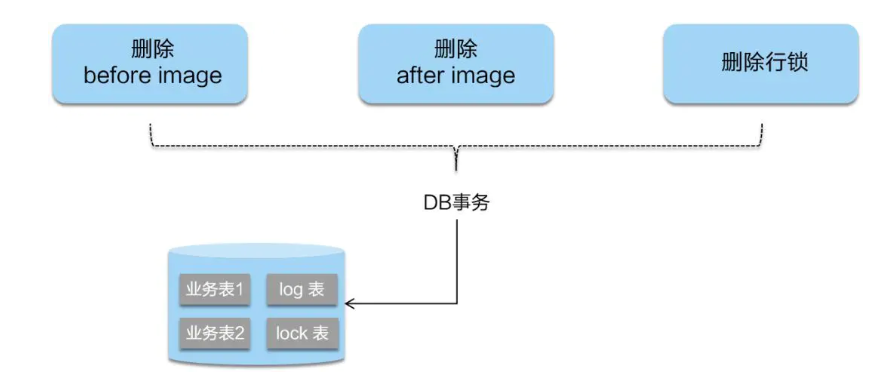 删除
before image
删除
after image
删除行锁
DB事务
业务表1
log 表
业务表2
lock 表